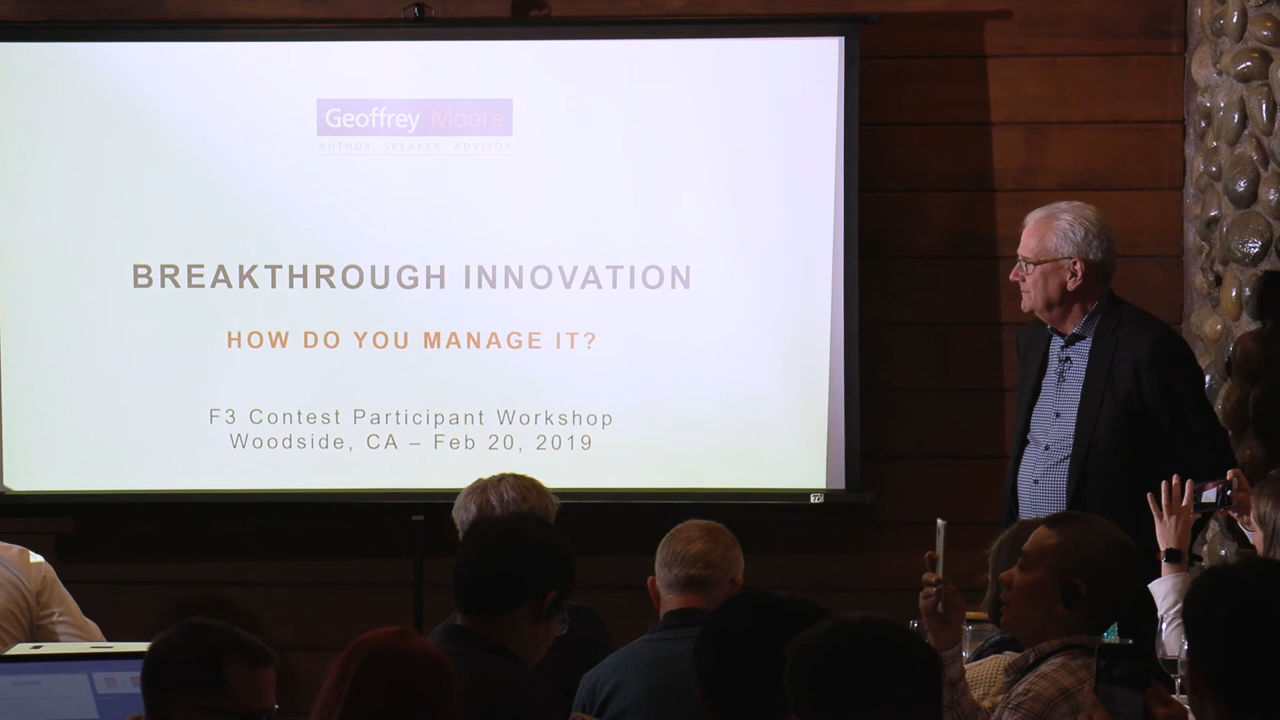 Geoffrey Moore
AUTHOR, SPEAKER, ADVISOR
BREAKTHROUGH INNOVATION
HOW DO YOU MANAGE IT?
F3 Contest Participant Workshop
Woodside, CA – Feb 20, 2019